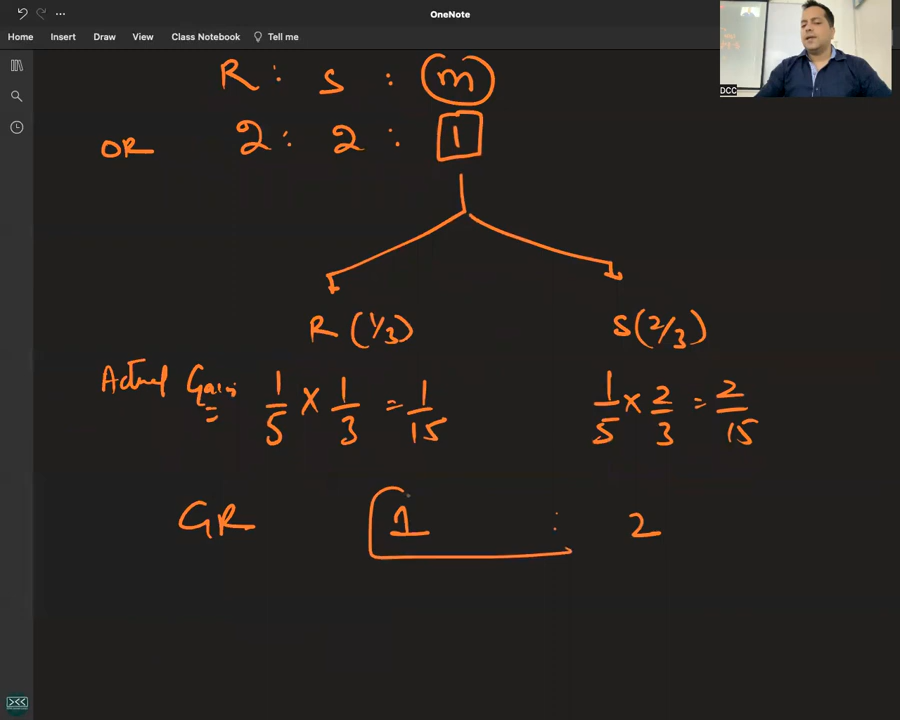 OneNote
Home Insert Draw View Class Notebook Tell me
DCC
R : S : m
OR 2 : 2 : 1
R (1/3) S (2/3)
Actual Gain 1/5 × 1/3 = 1/15 1/5 × 2/3 = 2/15
GR 1 : 2
DCC